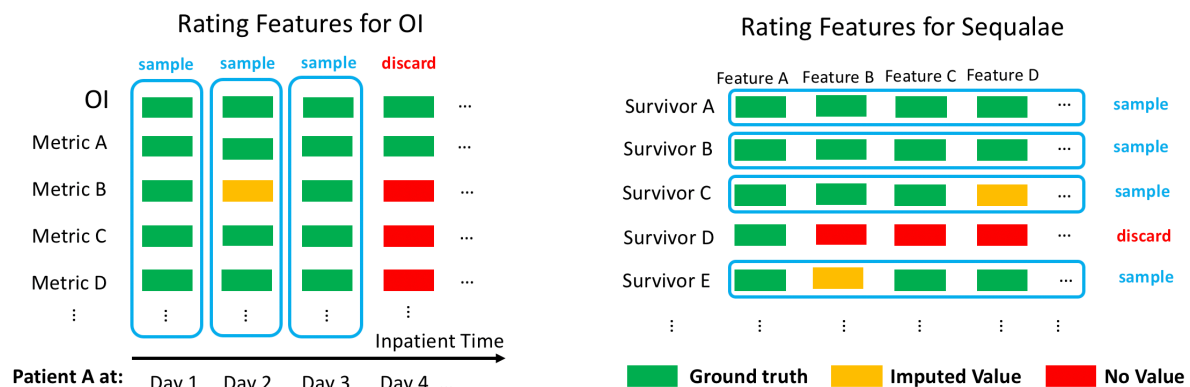 Rating Features for OI
sample sample sample discard
OI ...
Metric A ...
Metric B ...
Metric C ...
Metric D ...
Inpatient Time
Patient A at: Day 1 Day 2 Day 3 Day 4
Rating Features for Sequalae
Feature A Feature B Feature C Feature D
Survivor A ... sample
Survivor B ... sample
Survivor C ... sample
Survivor D ... discard
Survivor E ... sample
Ground truth Imputed Value No Value